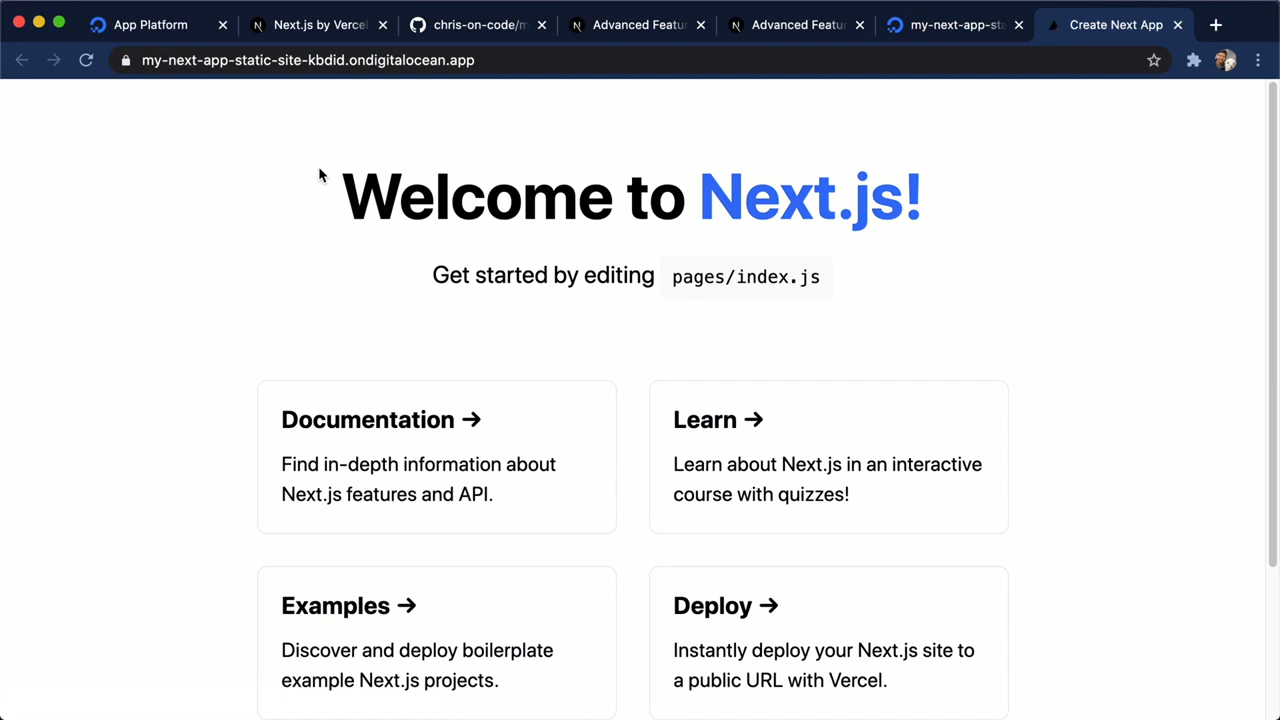 App Platform
Next.js by Vercel
chris-on-code/m
Advanced Featur
Advanced Featu
my-next-app-sta
Create Next App
my-next-app-static-site-kbdid.ondigitalocean.app
Welcome to Next.js!
Get started by editing pages/index.js
Documentation →
Find in-depth information about
Next.js features and API.
Learn →
Learn about Next.js in an interactive
course with quizzes!
Examples →
Discover and deploy boilerplate
example Next.js projects.
Deploy →
Instantly deploy your Next.js site to
a public URL with Vercel.